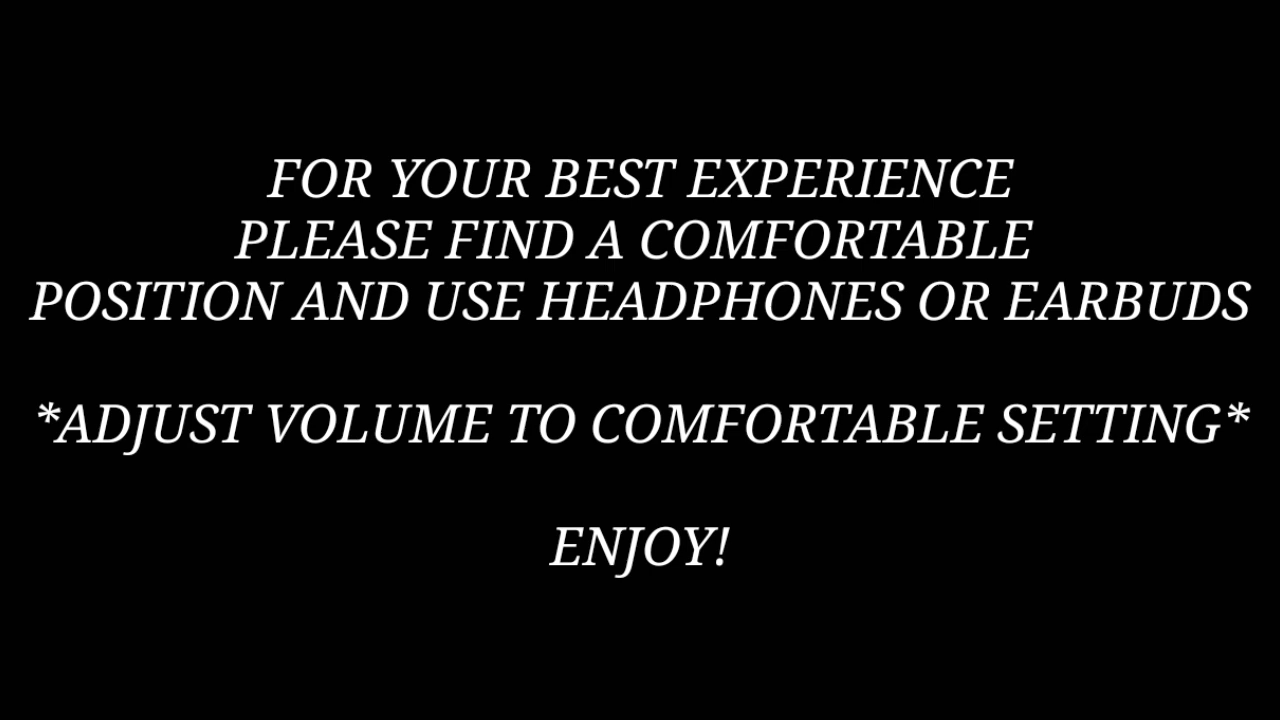 FOR YOUR BEST EXPERIENCE
PLEASE FIND A COMFORTABLE
POSITION AND USE HEADPHONES OR EARBUDS
*ADJUST VOLUME TO COMFORTABLE SETTING*
ENJOY!